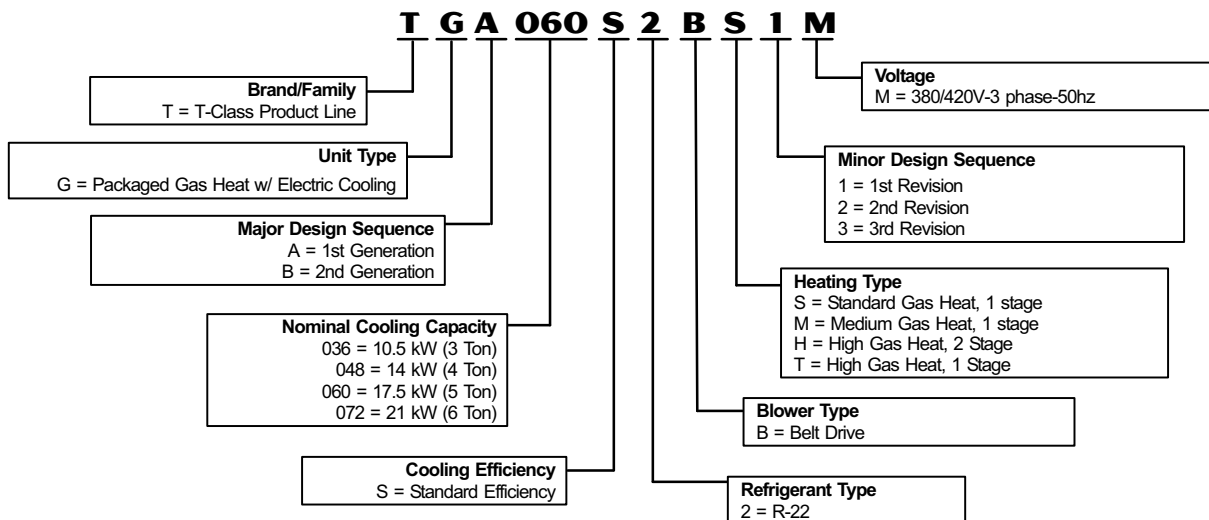 T G A 060 S 2 B S 1 M
Brand/Family
T = T-Class Product Line
Unit Type
G = Packaged Gas Heat w/ Electric Cooling
Major Design Sequence
A = 1st Generation
B = 2nd Generation
Nominal Cooling Capacity
036 = 10.5 kW (3 Ton)
048 = 14 kW (4 Ton)
060 = 17.5 kW (5 Ton)
072 = 21 kW (6 Ton)
Cooling Efficiency
S = Standard Efficiency
Voltage
M = 380/420V-3 phase-50hz
Minor Design Sequence
1 = 1st Revision
2 = 2nd Revision
3 = 3rd Revision
Heating Type
S = Standard Gas Heat, 1 stage
M = Medium Gas Heat, 1 stage
H = High Gas Heat, 2 Stage
T = High Gas Heat, 1 Stage
Blower Type
B = Belt Drive
Refrigerant Type
2 = R-22